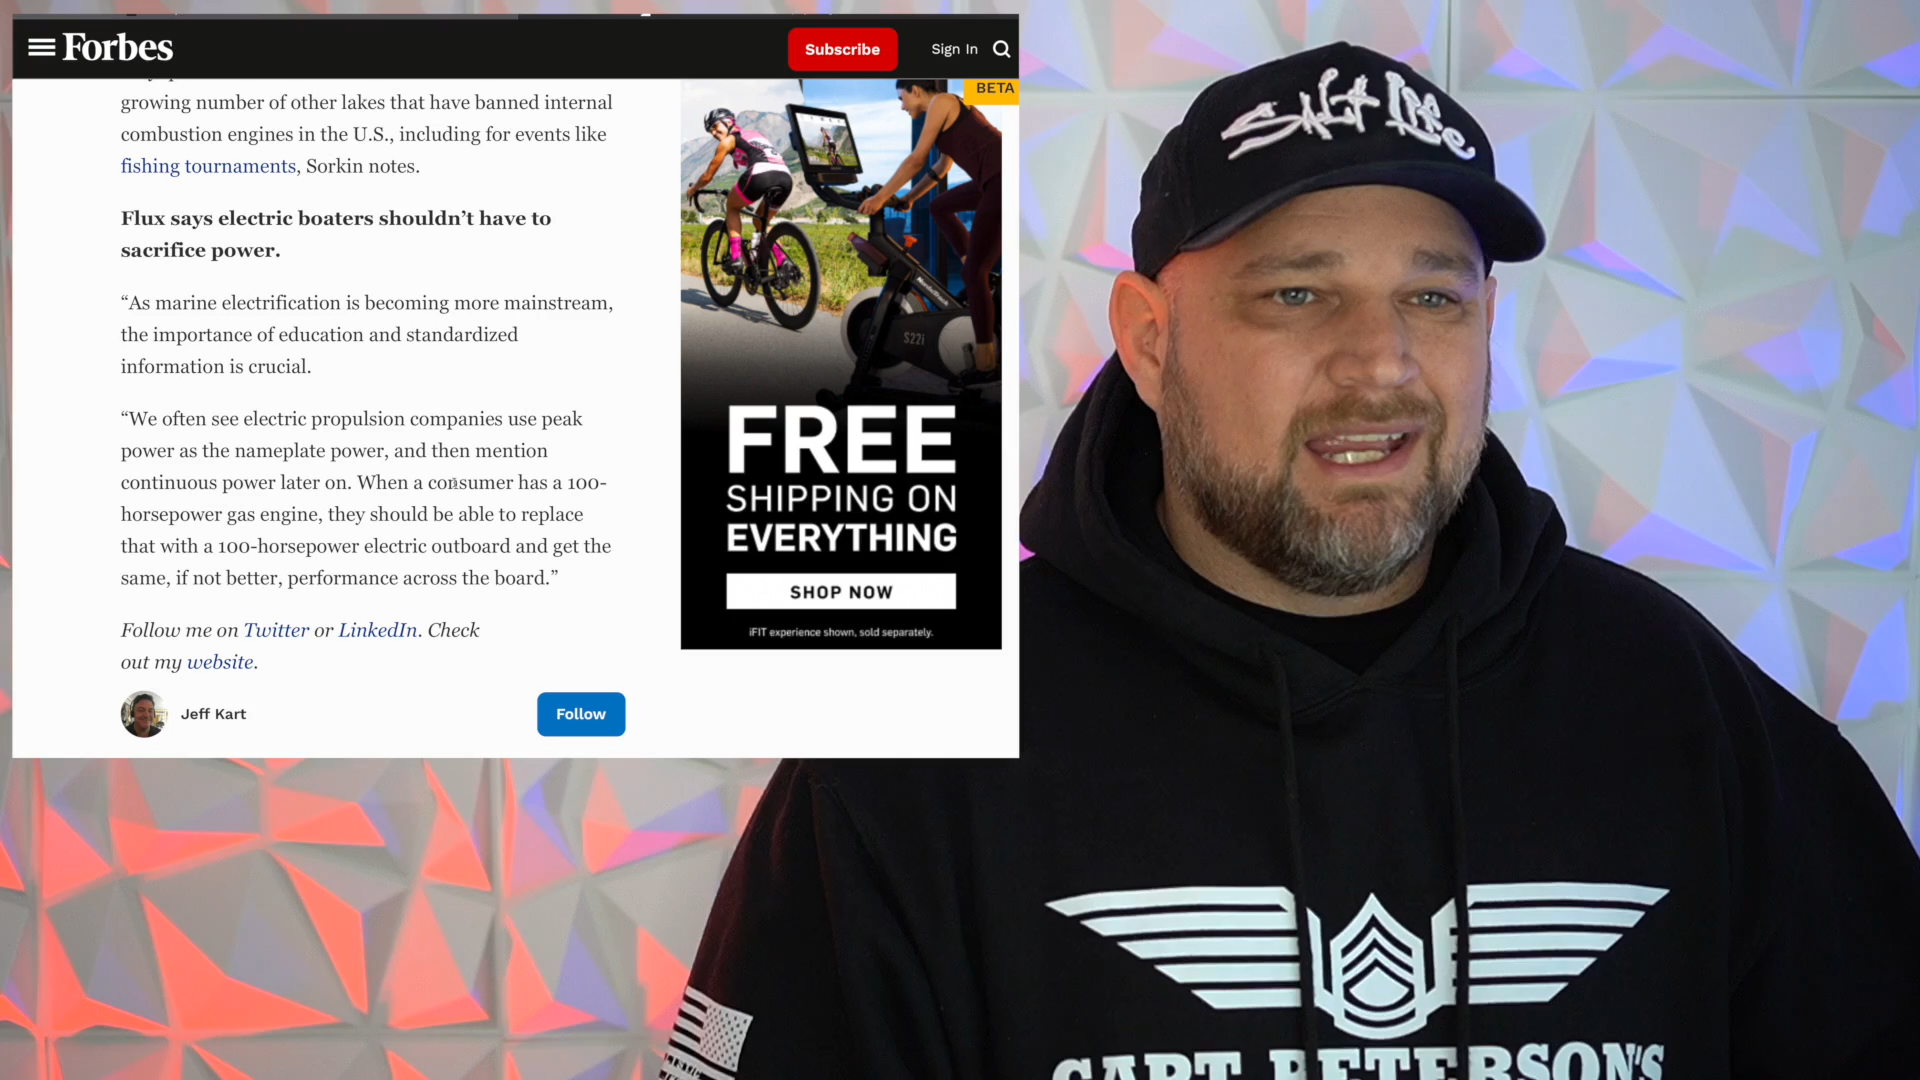 Forbes
Subscribe
Sign In
BETA
growing number of other lakes that have banned internal
combustion engines in the U.S., including for events like
fishing tournaments, Sorkin notes.
Flux says electric boaters shouldn’t have to
sacrifice power.
“As marine electrification is becoming more mainstream,
the importance of education and standardized
information is crucial.
“We often see electric propulsion companies use peak
power as the nameplate power, and then mention
continuous power later on. When a consumer has a 100-
horsepower gas engine, they should be able to replace
that with a 100-horsepower electric outboard and get the
same, if not better, performance across the board.”
Follow me on Twitter or LinkedIn. Check
out my website.
Jeff Kart
Follow
NordicTrack
S22i
FREE
SHIPPING ON
EVERYTHING
SHOP NOW
iFIT experience shown, sold separately.
Salt Life
CAPT PETERSON'S